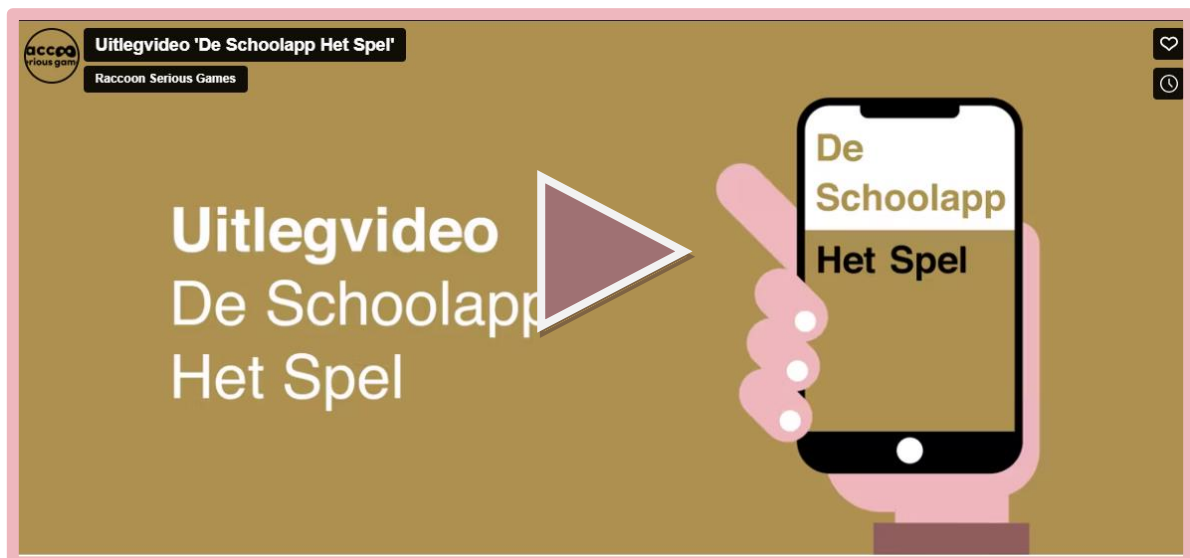 Uitlegvideo 'De Schoolapp Het Spel'
Raccoon Serious Games
Uitlegvideo
De Schoolapp
Het Spel
De
Schoolapp
Het Spel